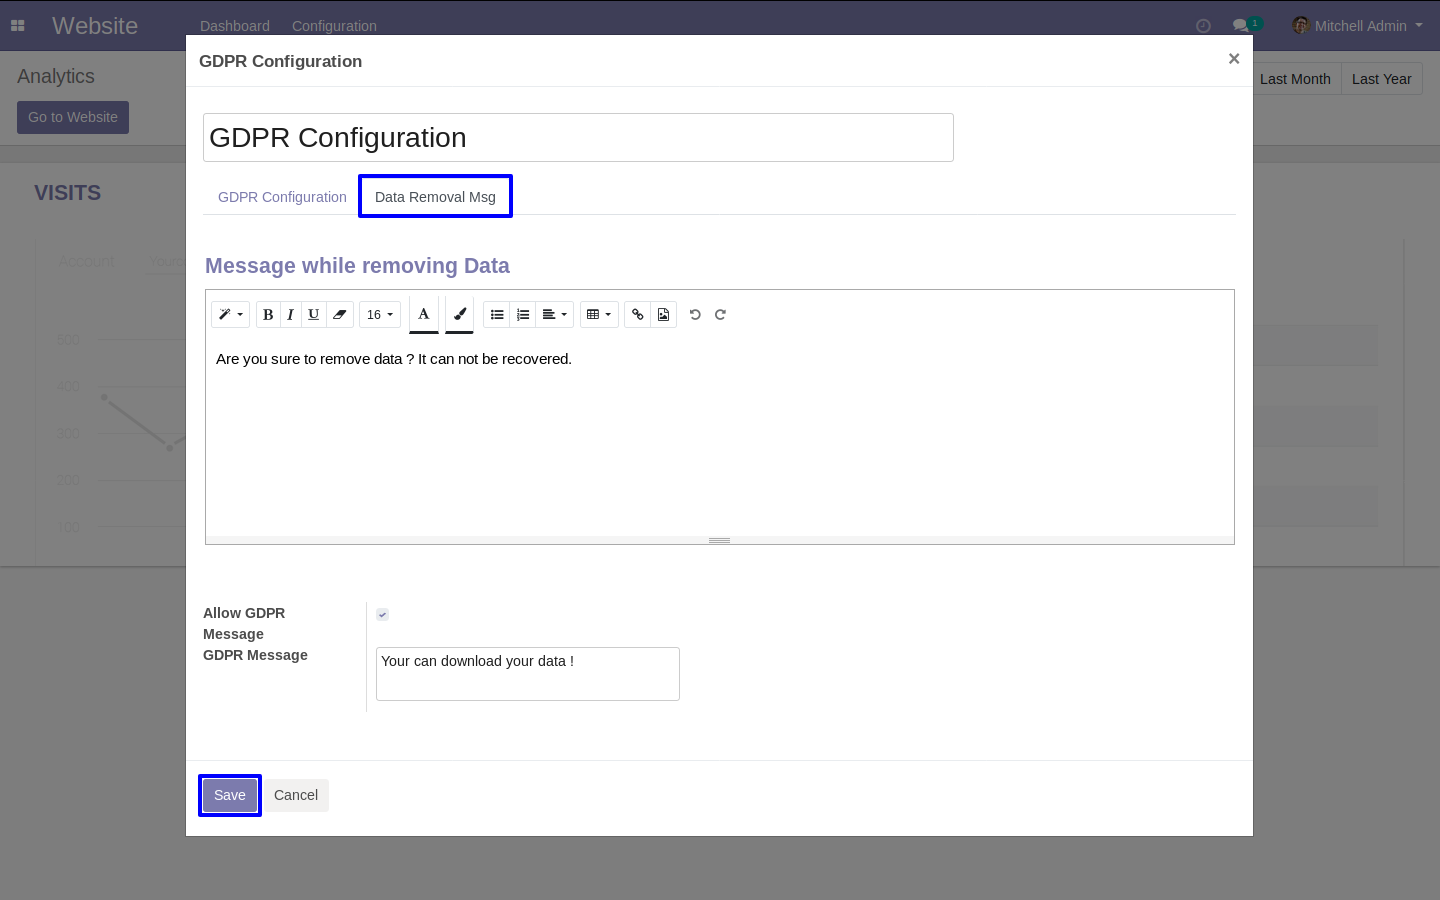 Website Dashboard Configuration 1 Mitchell Admin
GDPR Configuration ×
Analytics
Last Month Last Year
Go to Website
GDPR Configuration
VISITS
GDPR Configuration Data Removal Msg
Account
Message while removing Data
B I U 16 A
Are you sure to remove data ? It can not be recovered.
500
400
300
200
100
Allow GDPR
Message
GDPR Message
Your can download your data !
Save Cancel